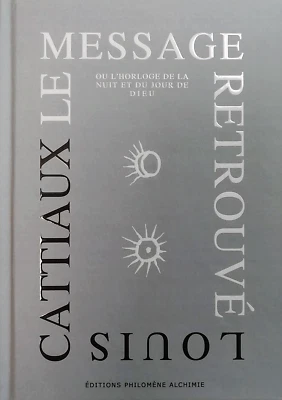 LE
MESSAGE
RETROUVÉ
OU L'HORLOGE DE LA
NUIT ET DU JOUR DE
DIEU
LOUIS
CATTIAUX
ÉDITIONS PHILOMÈNE ALCHIMIE